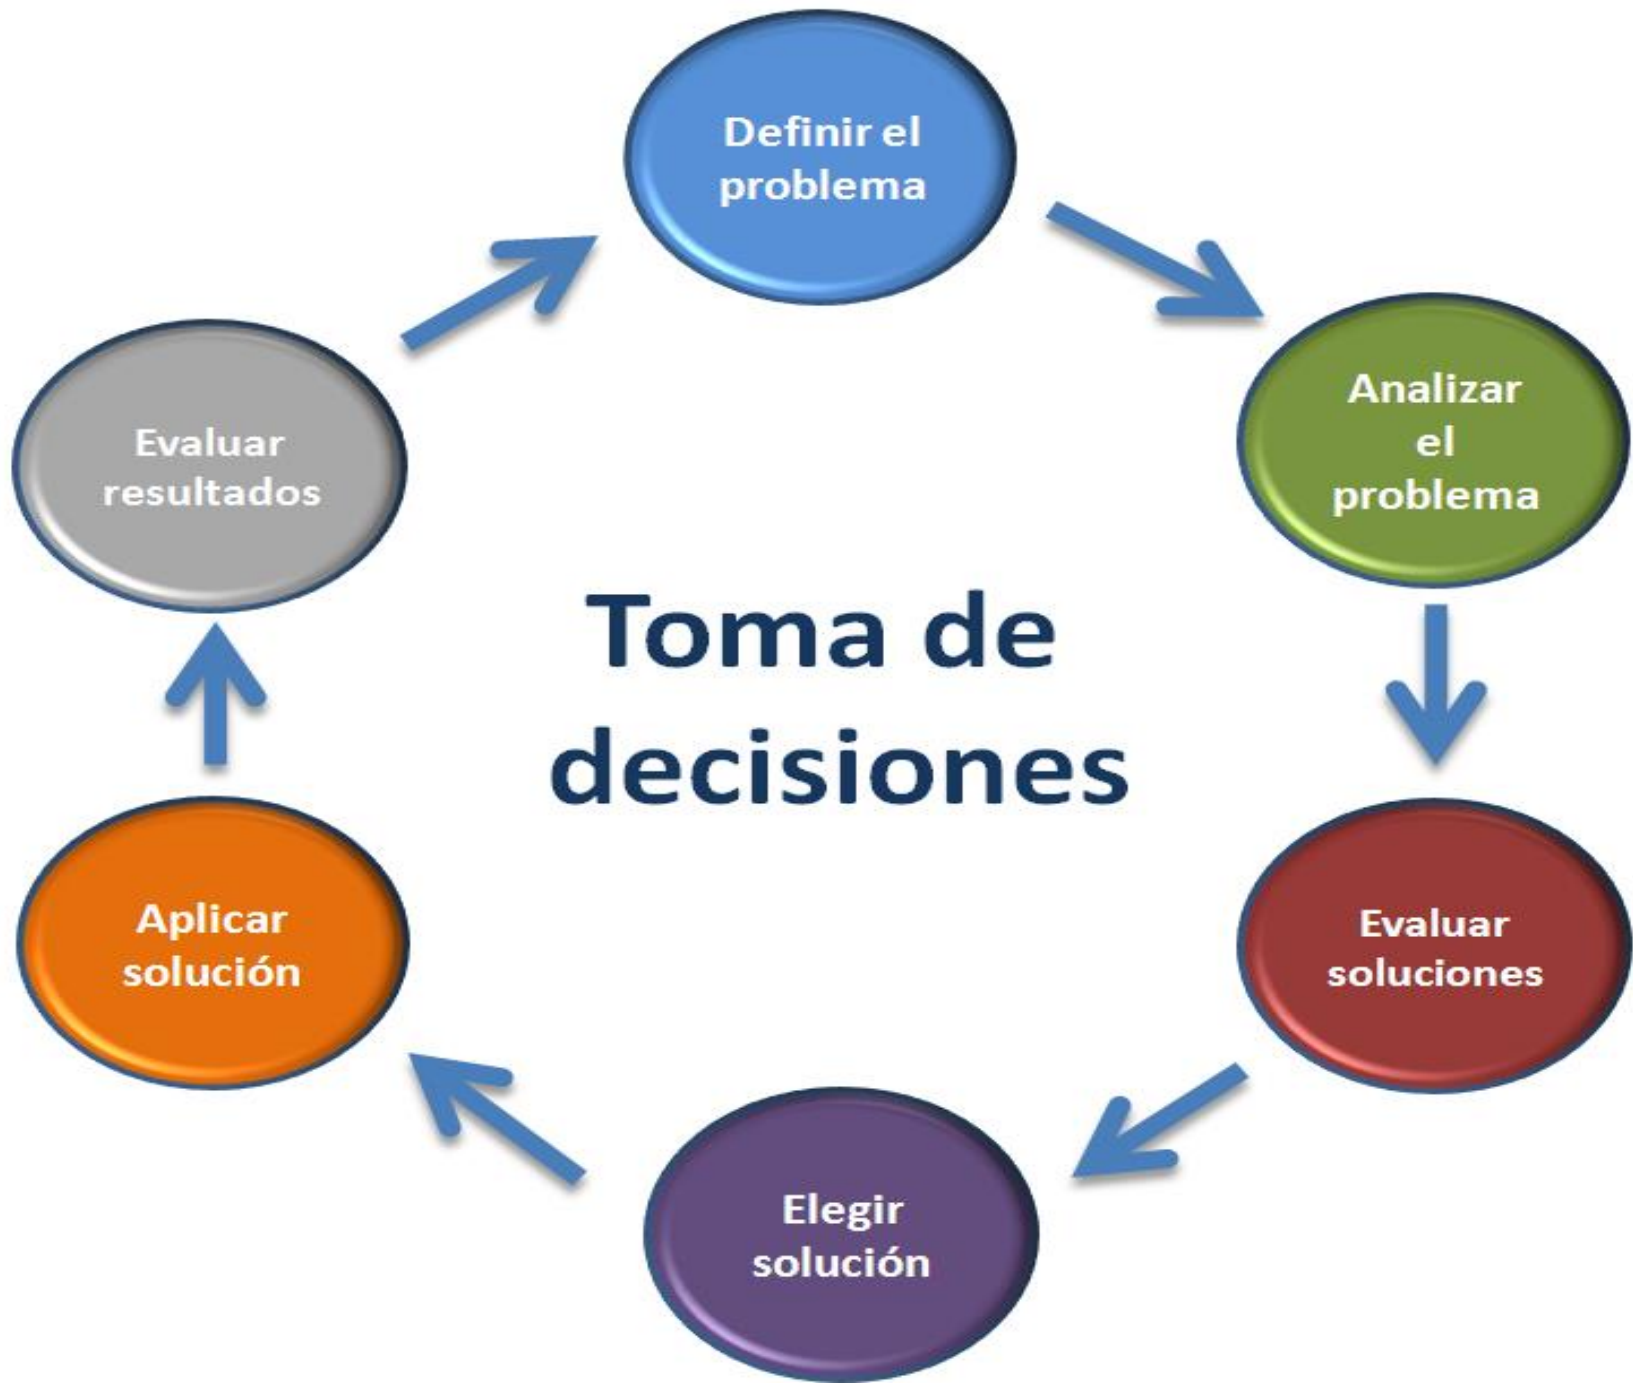 Definir el
problema
Analizar
el
problema
Evaluar
soluciones
Elegir
solución
Aplicar
solución
Evaluar
resultados
Toma de
decisiones